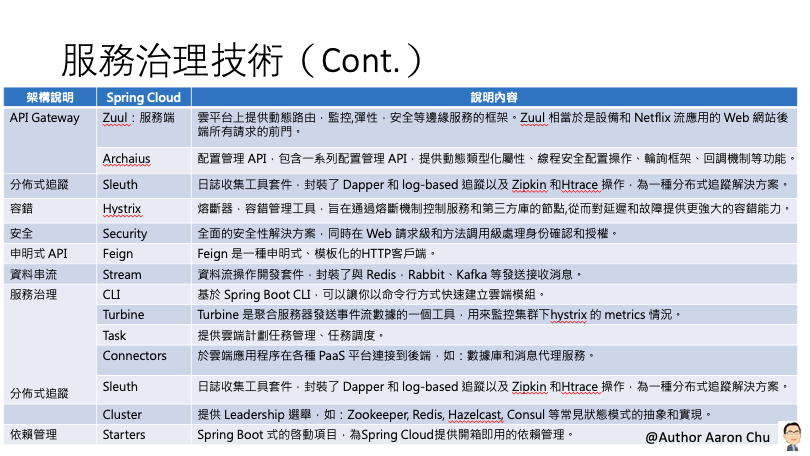 服務治理技術（Cont.）
架構說明 Spring Cloud 說明內容
API Gateway Zuul：服務端 雲平台上提供動態路由，監控,彈性，安全等邊緣服務的框架。Zuul 相當於是設備和 Netflix 流應用的 Web 網站後
端所有請求的前門。
Archaius 配置管理 API，包含一系列配置管理 API，提供動態類型化屬性、線程安全配置操作、輪詢框架、回調機制等功能。
分佈式追蹤 Sleuth 日誌收集工具套件，封裝了 Dapper 和 log-based 追蹤以及 Zipkin 和Htrace 操作，為一種分布式追蹤解決方案。
容錯 Hystrix 熔斷器，容錯管理工具，旨在通過熔斷機制控制服務和第三方庫的節點,從而對延遲和故障提供更強大的容錯能力。
安全 Security 全面的安全性解決方案，同時在 Web 請求級和方法調用級處理身份確認和授權。
申明式 API Feign Feign 是一種申明式、模板化的HTTP客戶端。
資料串流 Stream 資料流操作開發套件，封裝了與 Redis，Rabbit、Kafka 等發送接收消息。
服務治理 CLI 基於 Spring Boot CLI，可以讓你以命令行方式快速建立雲端模組。
Turbine Turbine 是聚合服務器發送事件流數據的一個工具，用來監控集群下hystrix 的 metrics 情況。
Task 提供雲端計劃任務管理、任務調度。
Connectors 於雲端應用程序在各種 PaaS 平台連接到後端，如：數據庫和消息代理服務。
分佈式追蹤 Sleuth 日誌收集工具套件，封裝了 Dapper 和 log-based 追蹤以及 Zipkin 和Htrace 操作，為一種分布式追蹤解決方案。
Cluster 提供 Leadership 選舉，如：Zookeeper, Redis, Hazelcast, Consul 等常見狀態模式的抽象和實現。
依賴管理 Starters Spring Boot 式的啟動項目，為Spring Cloud提供開箱即用的依賴管理。
@Author Aaron Chu